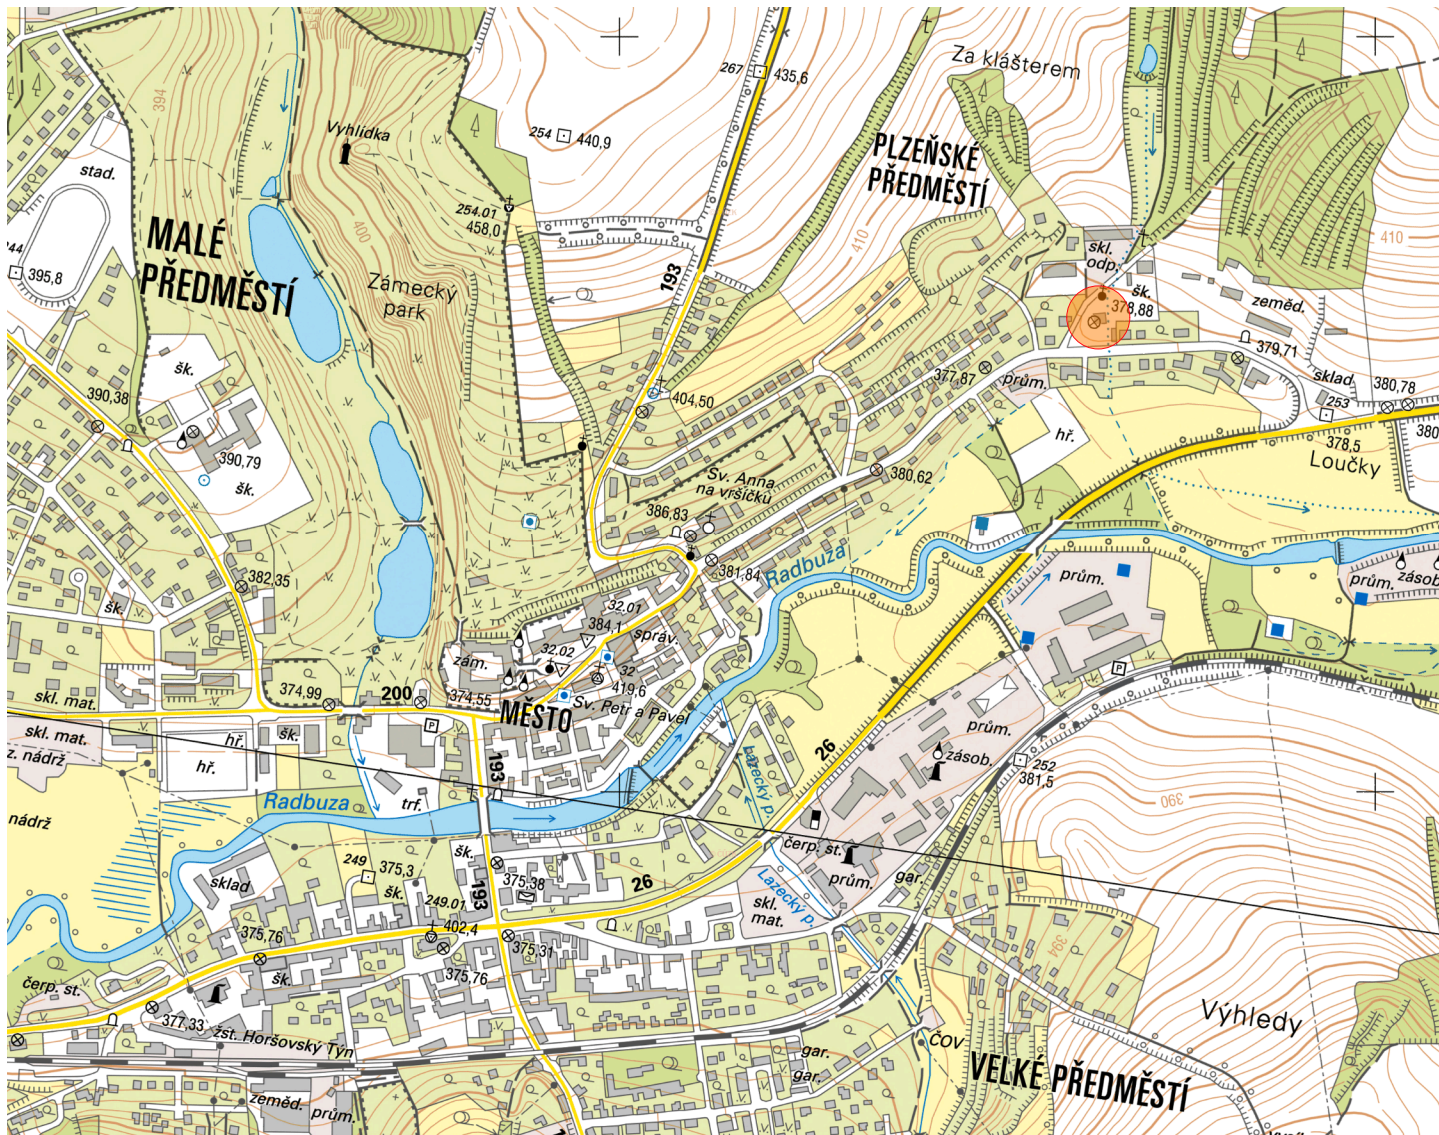 Za klášterem
267
435,6
254
440,9
PLZEŇSKÉ
PŘEDMĚSTÍ
Vyhlídka
394
stad.
254.01
458,0
MALÉ
PŘEDMĚSTÍ
400
410
410
skl.
odp.
šk.
378,88
zeměd.
44
395,8
193
Zámecký
park
379,71
377,87
prům.
sklad
380,78
253
378,5
380
Loučky
šk.
390,38
404,50
hř.
390,79
šk.
Sv. Anna
na vršíčku
380,62
386,83
381,84
Radbuza
382,35
šk.
prům.
prům.
zásob.
32.01
384,1
správ.
32.02
zám.
32
419,6
374,55
Sv. Petr a Pavel
MĚSTO
P
skl. mat.
374,99
200
P
skl. mat.
z. nádrž
hř.
šk.
hř.
193
26
prům.
zásob.
252
381,5
Lazecký p.
Radbuza
trf.
390
nádrž
čerp. st.
prům.
gar.
249
375,3
šk.
šk.
375,38
26
193
249.01
402,4
sklad
skl.
mat.
Lazecký p.
375,76
375,31
šk.
375,76
čerp. st.
377,33
394
Výhledy
žst. Horšovský Týn
gar.
gar.
ČOV
VELKÉ PŘEDMĚSTÍ
zeměd.
prům.